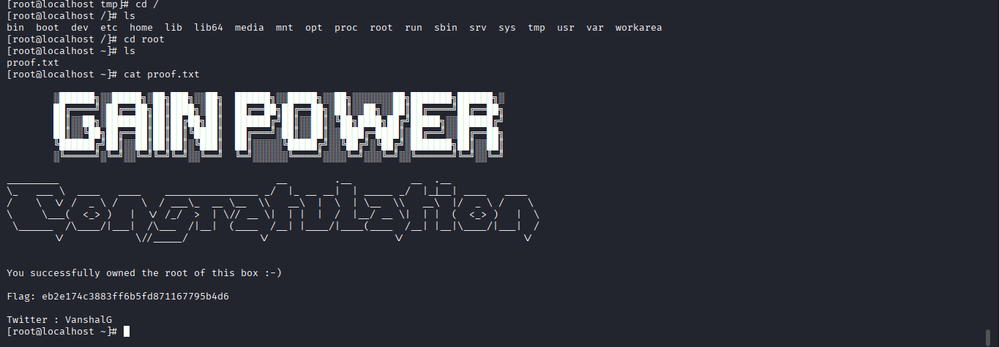 [root@localhost tmp]# cd /
[root@localhost /]# ls
bin boot dev etc home lib lib64 media mnt opt proc root run sbin srv sys tmp usr var workarea
[root@localhost /]# cd root
[root@localhost ~]# ls
proof.txt
[root@localhost ~]# cat proof.txt
GAIN POWER
Congratulation
You successfully owned the root of this box :-)
Flag: eb2e174c3883ff6b5fd871167795b4d6
Twitter : VanshalG
[root@localhost ~]#